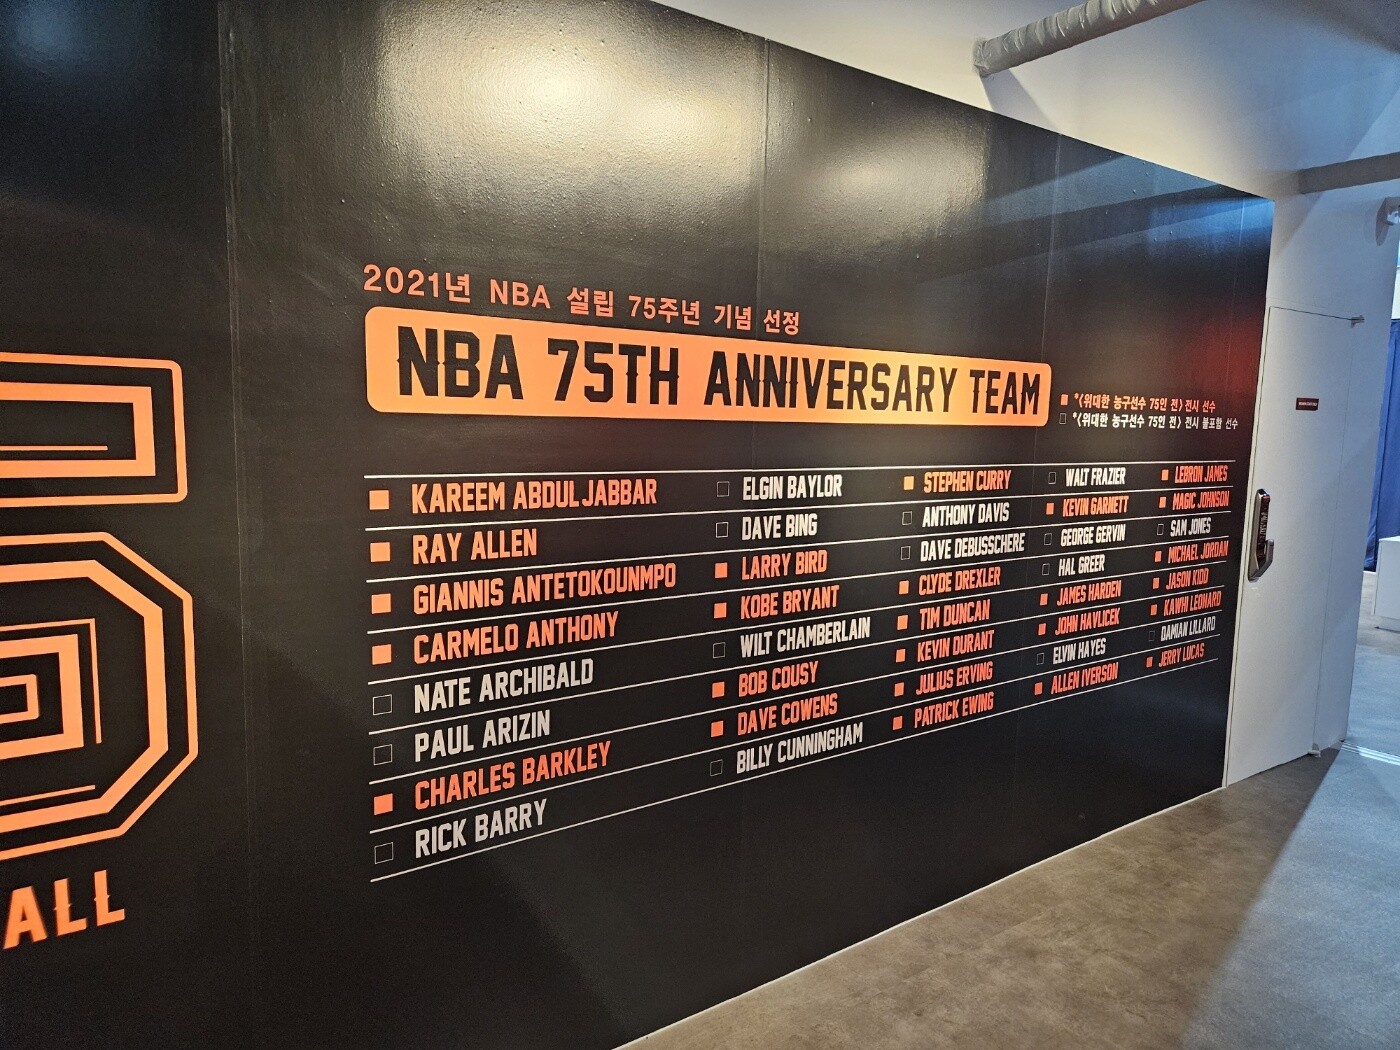 2021년 NBA 설립 75주년 기념 선정
NBA 75TH ANNIVERSARY TEAM
*〈위대한 농구선수 75인 전〉 전시 선수
*〈위대한 농구선수 75인 전〉 전시 불포함 선수
KAREEM ABDUL JABBAR
RAY ALLEN
GIANNIS ANTETOKOUNMPO
CARMELO ANTHONY
NATE ARCHIBALD
PAUL ARIZIN
CHARLES BARKLEY
RICK BARRY
ELGIN BAYLOR
DAVE BING
LARRY BIRD
KOBE BRYANT
WILT CHAMBERLAIN
BOB COUSY
DAVE COWENS
BILLY CUNNINGHAM
STEPHEN CURRY
ANTHONY DAVIS
DAVE DEBUSSCHERE
CLYDE DREXLER
TIM DUNCAN
KEVIN DURANT
JULIUS ERVING
PATRICK EWING
WALT FRAZIER
KEVIN GARNETT
GEORGE GERVIN
HAL GREER
JAMES HARDEN
JOHN HAVLICEK
ELVIN HAYES
ALLEN IVERSON
LEBRON JAMES
MAGIC JOHNSON
SAM JONES
MICHAEL JORDAN
JASON KIDD
KAWHI LEONARD
DAMIAN LILLARD
JERRY LUCAS
ALL